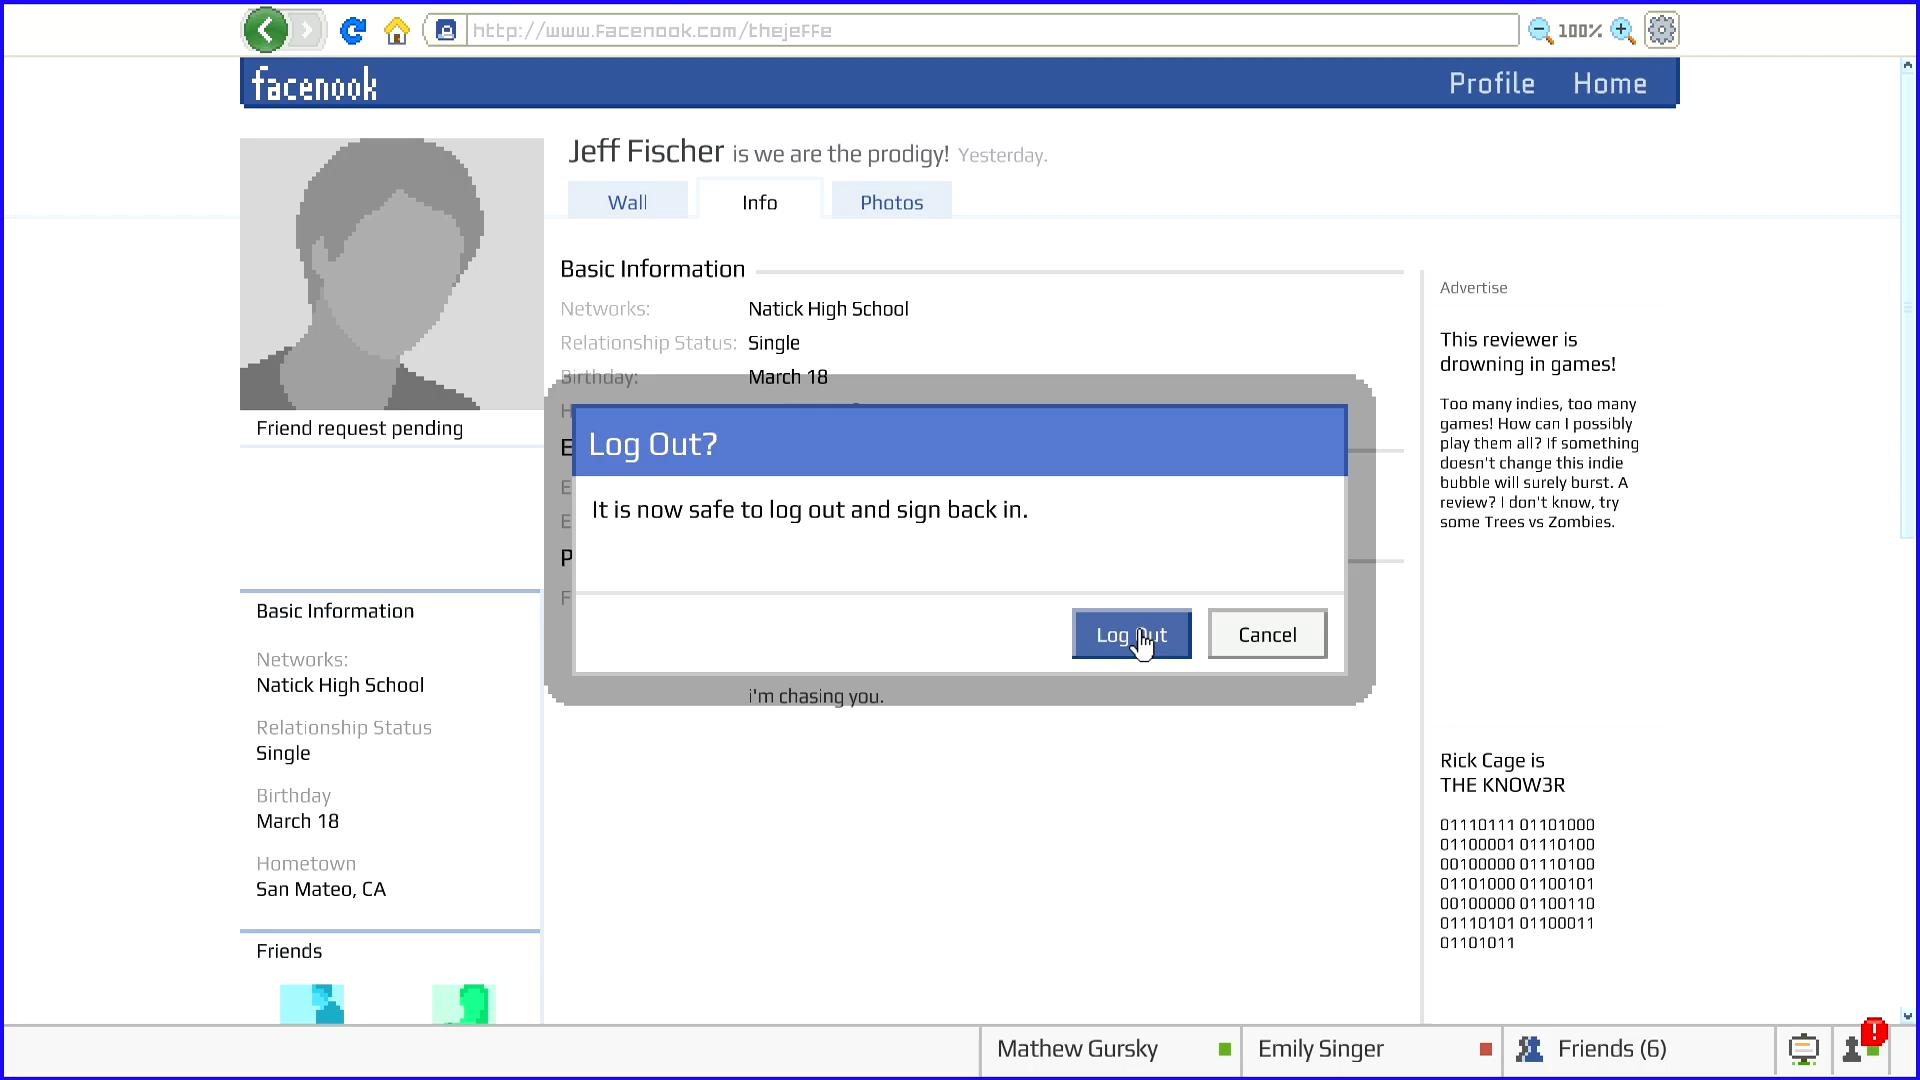 http://www.facenook.com/thejeffe
100%
facenook
Profile Home
Jeff Fischer is we are the prodigy! Yesterday.
Wall Info Photos
Friend request pending
Basic Information
Networks: Natick High School
Relationship Status: Single
Birthday: March 18
Log Out?
It is now safe to log out and sign back in.
Log Out Cancel
i'm chasing you.
Basic Information
Networks:
Natick High School
Relationship Status
Single
Birthday
March 18
Hometown
San Mateo, CA
Friends
Advertise
This reviewer is
drowning in games!
Too many indies, too many
games! How can I possibly
play them all? If something
doesn't change this indie
bubble will surely burst. A
review? I don't know, try
some Trees vs Zombies.
Rick Cage is
THE KNOW3R
01110111 01101000
01100001 01110100
00100000 01110100
01101000 01100101
00100000 01100110
01110101 01100011
01101011
Mathew Gursky Emily Singer Friends (6)